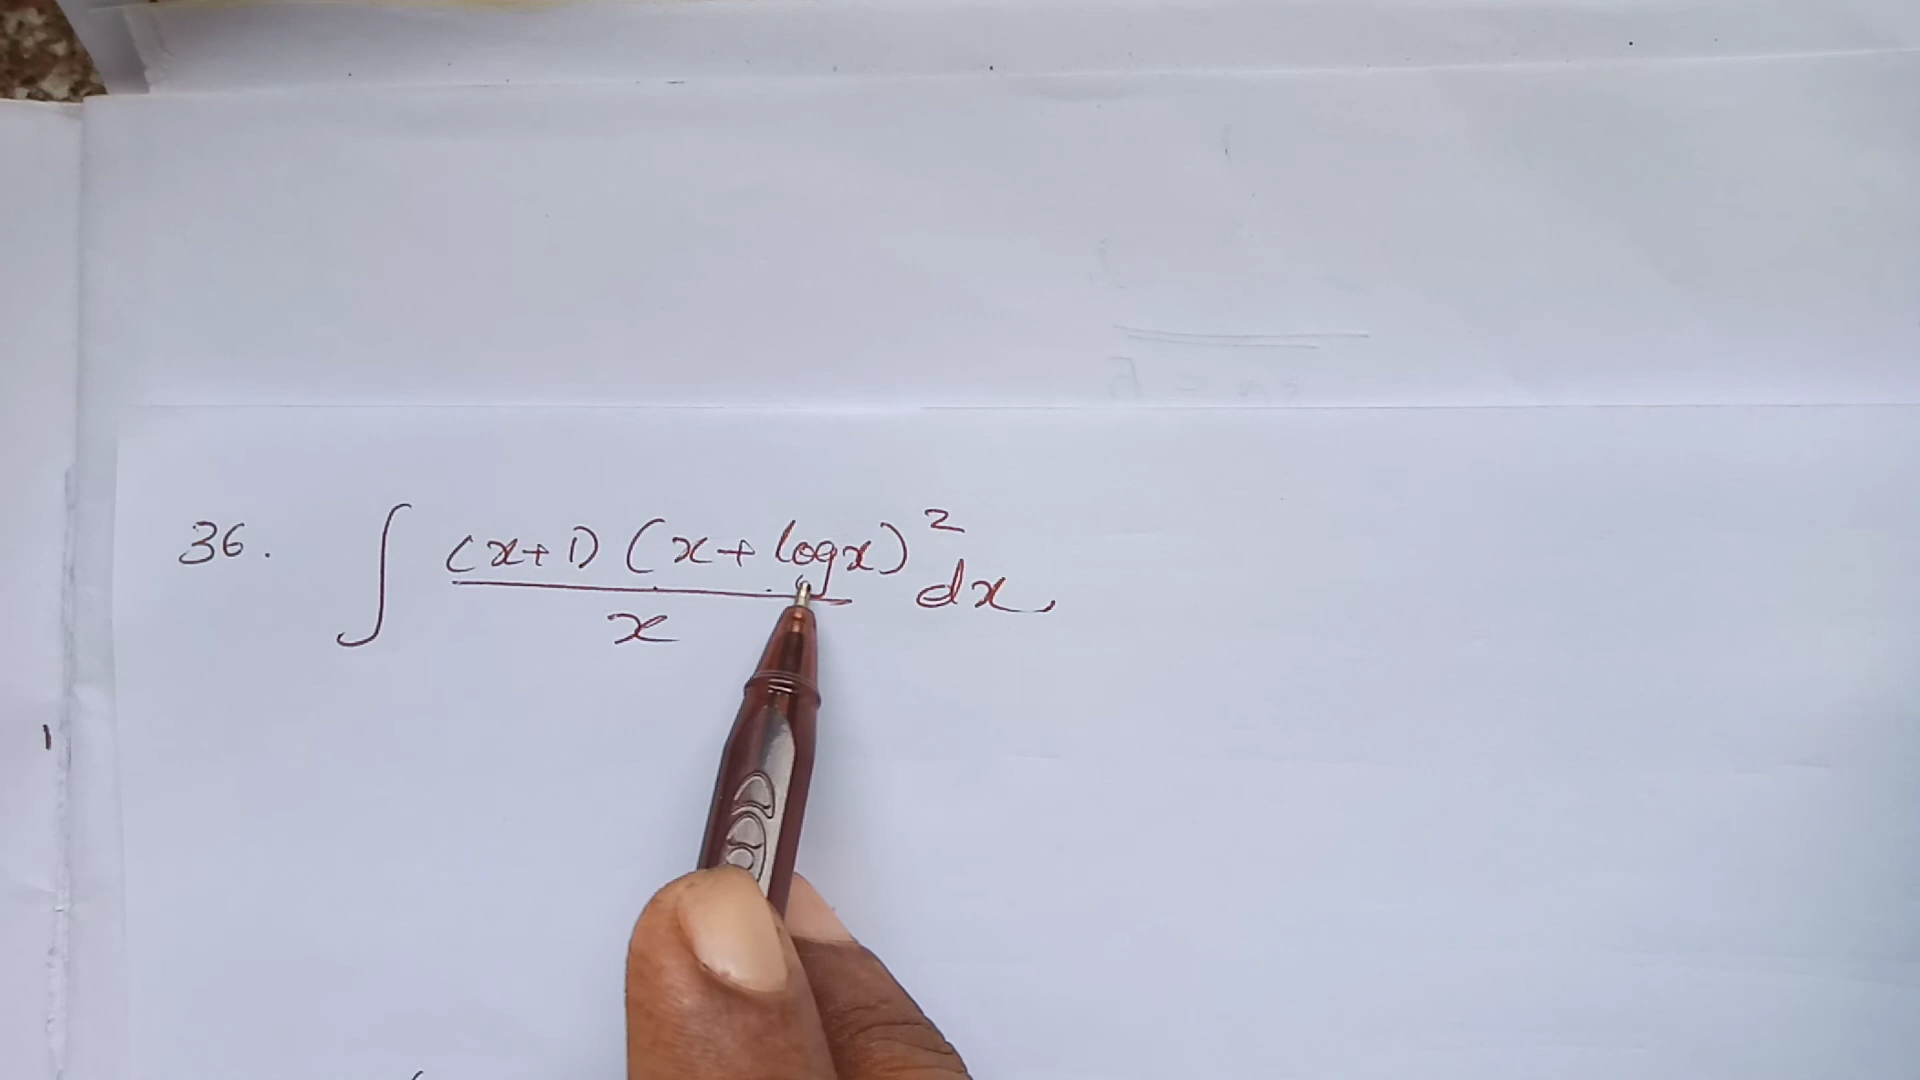 36. ∫ (x+1)(x+logx)² / x dx,